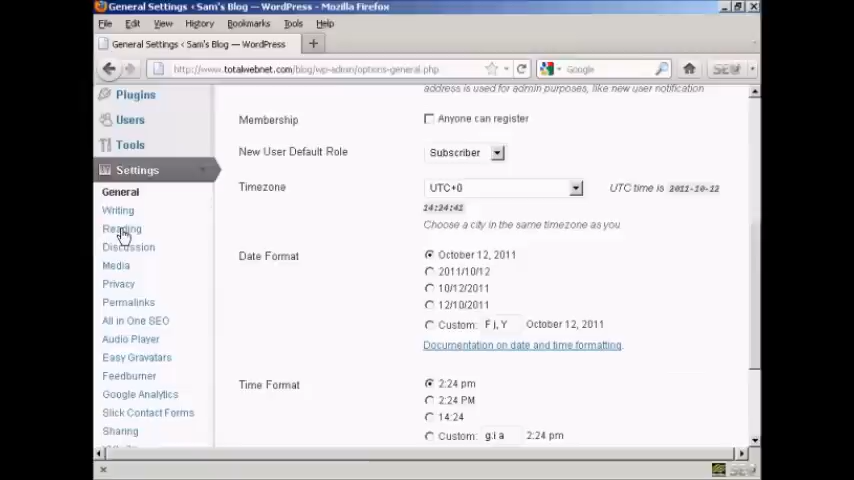 General Settings ‹ Sam's Blog — WordPress - Mozilla Firefox
File Edit View History Bookmarks Tools Help
General Settings ‹ Sam's Blog — WordPress
http://www.totalwebnet.com/blog/wp-admin/options-general.php
Google
address is used for admin purposes, like new user notification
Plugins
Users
Tools
Settings
General
Writing
Reading
Discussion
Media
Privacy
Permalinks
All in One SEO
Audio Player
Easy Gravatars
Feedburner
Google Analytics
Slick Contact Forms
Sharing
Membership
Anyone can register
New User Default Role
Subscriber
Timezone
UTC+0
UTC time is 2011-10-12
14:24:42
Choose a city in the same timezone as you
Date Format
October 12, 2011
2011/10/12
10/12/2011
12/10/2011
Custom: F j, Y October 12, 2011
Documentation on date and time formatting.
Time Format
2:24 pm
2:24 PM
14:24
Custom: g:i a 2:24 pm